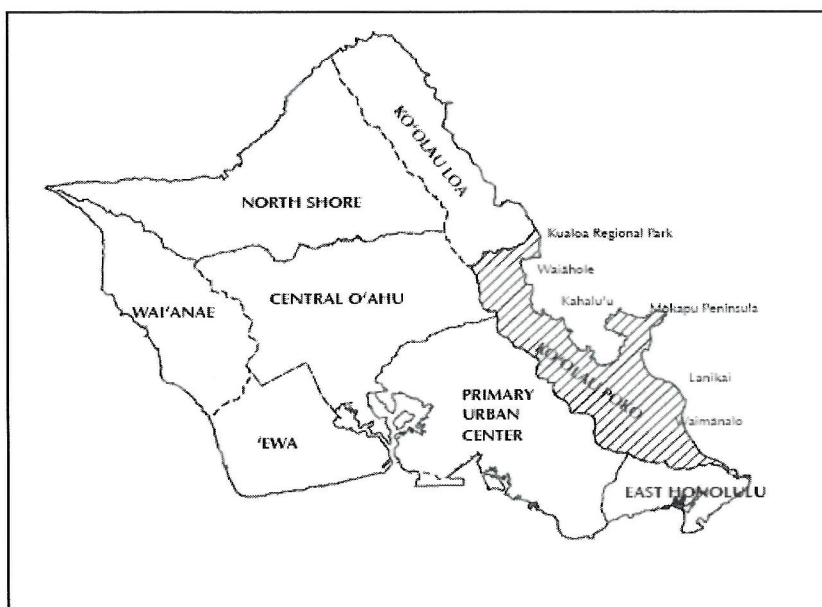 KO'OLAU LOA
NORTH SHORE
Kualoa Regional Park
Waiāhole
Kahalu'u
Mokapu Peninsula
WAI'ANAE
CENTRAL O'AHU
KO'OLAU POKO
Lanikai
Waimānalo
PRIMARY
URBAN
CENTER
'EWA
EAST HONOLULU